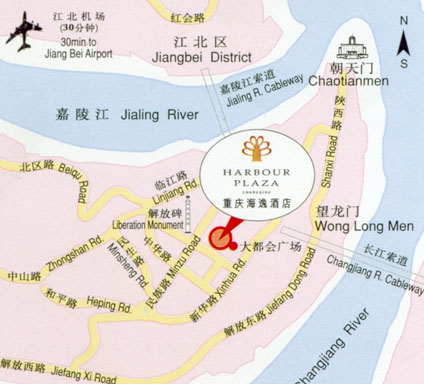 江北机场
(30分钟)
30min to
Jiang Bei Airport
红会路
江北区
Jiangbei District
N
S
朝天门
Chaotianmen
嘉陵江 Jialing River
嘉陵江索道
Jialing R. Cableway
陕西路
Shanxi Road
HARBOUR
PLAZA
CHONGQING
重庆海逸酒店
北区路 Beiqu Road
临江路
Linjiang Rd.
解放碑
Liberation Monument
望龙门
Wong Long Men
大都会广场
长江索道
Changjiang R. Cableway
中山路
Zhongshan Rd.
民生路
Minsheng Rd.
中华路
民族路 Minzu Road
和平路 Heping Rd.
新华路 Xinhua Rd.
解放东路 Jiefang Dong Road
解放西路 Jiefang Xi Road
Changjiang River